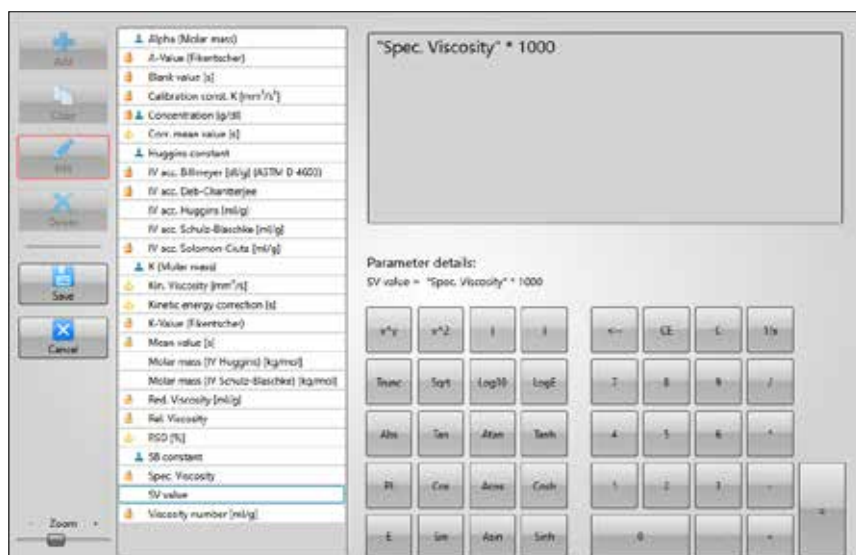 Add
Copy
Edit
Delete
Save
Cancel
- Zoom +
Alpha (Molar mass)
A-Value (Fikentscher)
Blank value [s]
Calibration const. K [mm²/s²]
Concentration [g/dl]
Corr. mean value [s]
Huggins constant
IV acc. Billmeyer [dl/g] (ASTM D 4603)
IV acc. Deb-Chanterjee
IV acc. Huggins [ml/g]
IV acc. Schulz-Blaschke [ml/g]
IV acc. Solomon-Ciuta [ml/g]
K (Molar mass)
Kin. Viscosity [mm²/s]
Kinetic energy correction [s]
K-Value (Fikentscher)
Mean value [s]
Molar mass (IV Huggins) [kg/mol]
Molar mass (IV Schulz-Blaschke) [kg/mol]
Red. Viscosity [ml/g]
Rel. Viscosity
RSD [%]
SB constant
Spec. Viscosity
SV value
Viscosity number [ml/g]
"Spec. Viscosity" * 1000
Parameter details:
SV value = "Spec. Viscosity" * 1000
x^y x^2 ( ) <-- CE C 1/x
Trunc Sqrt Log10 LogE 7 8 9 /
Abs Tan Atan Tanh 4 5 6 *
PI Cos Acos Cosh 1 2 3 -
E Sin Asin Sinh 0 . + =